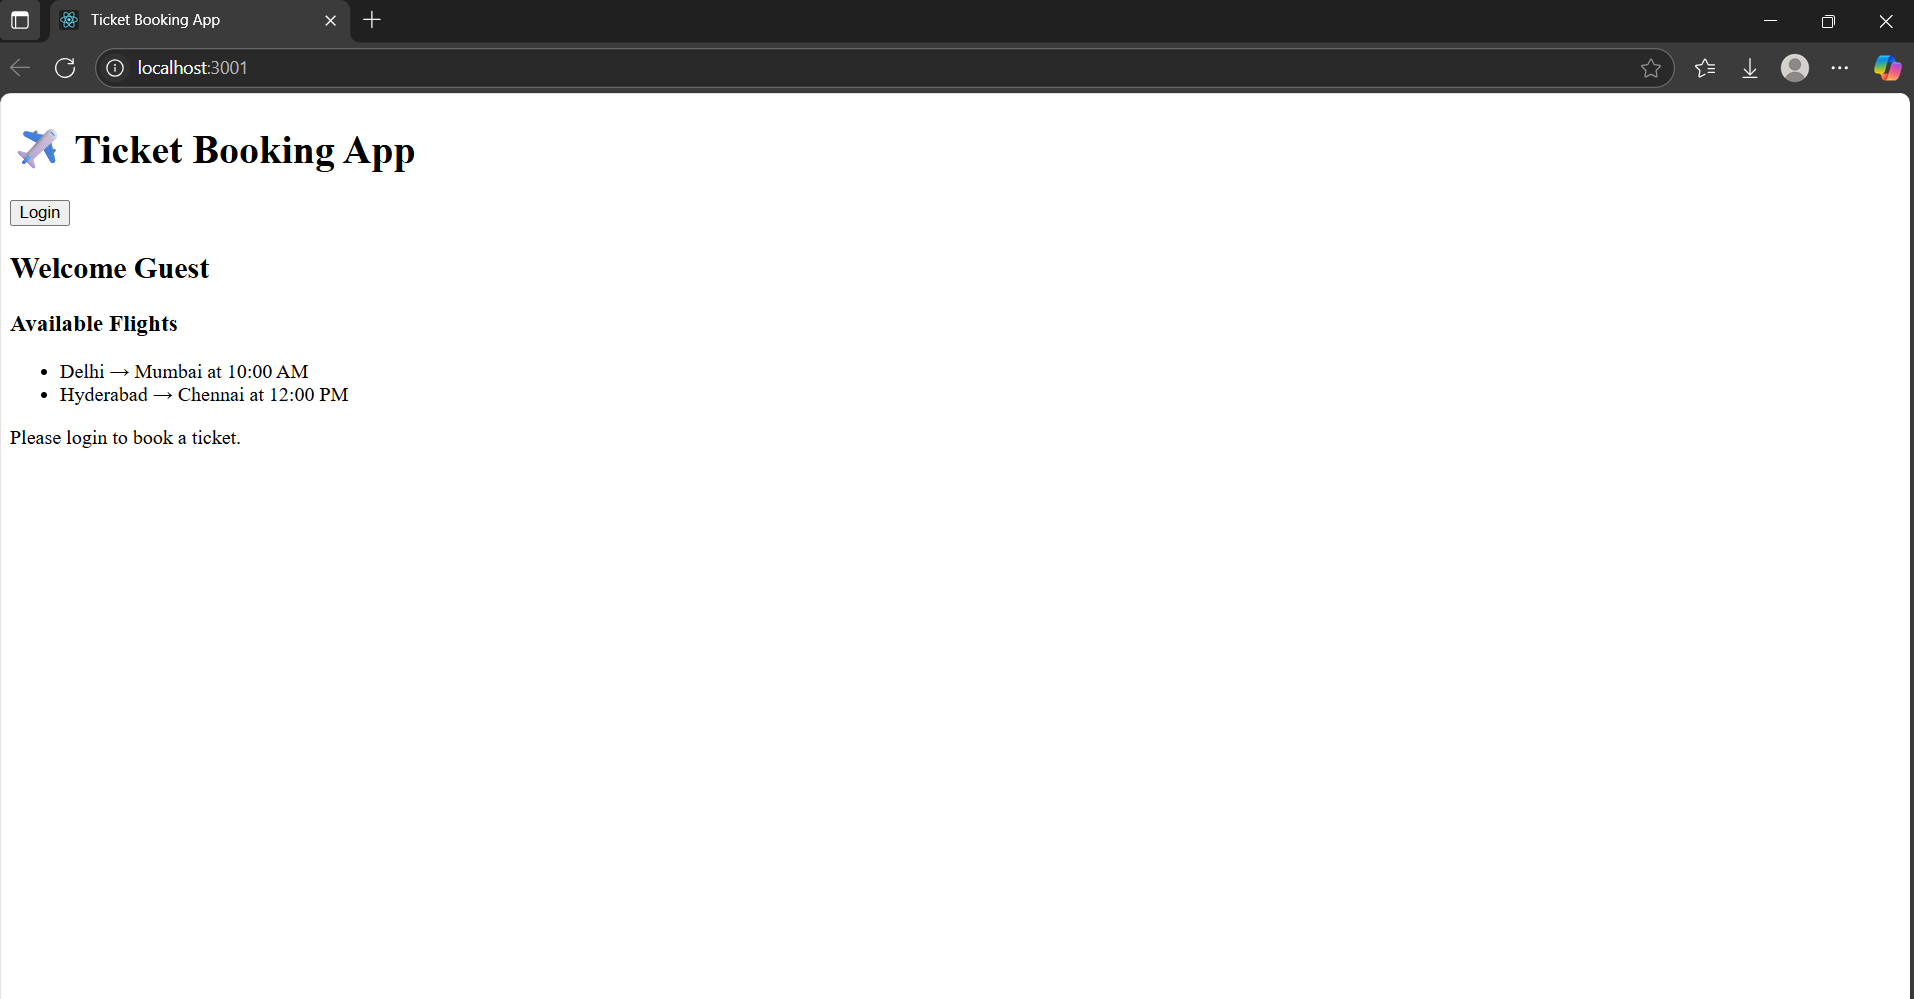 Ticket Booking App
localhost:3001
Ticket Booking App
Login
Welcome Guest
Available Flights
• Delhi → Mumbai at 10:00 AM
• Hyderabad → Chennai at 12:00 PM
Please login to book a ticket.